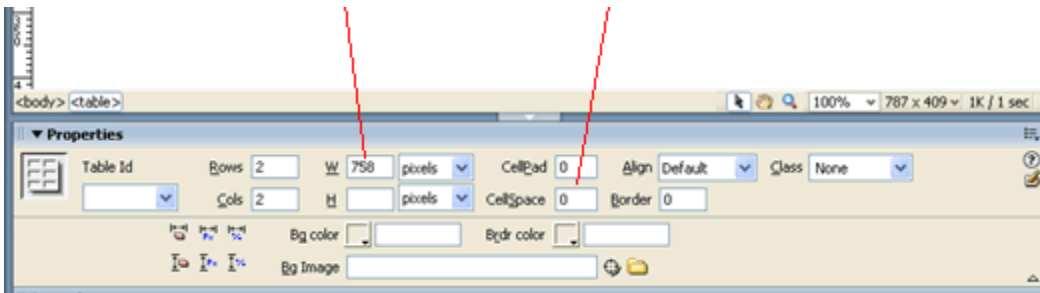 <body> <table> 100% 787 x 409 1K / 1 sec
Properties
Table Id Rows 2 W 758 pixels CellPad 0 Align Default Class None
Cols 2 H pixels CellSpace 0 Border 0
Bg color Brdr color
Bg Image